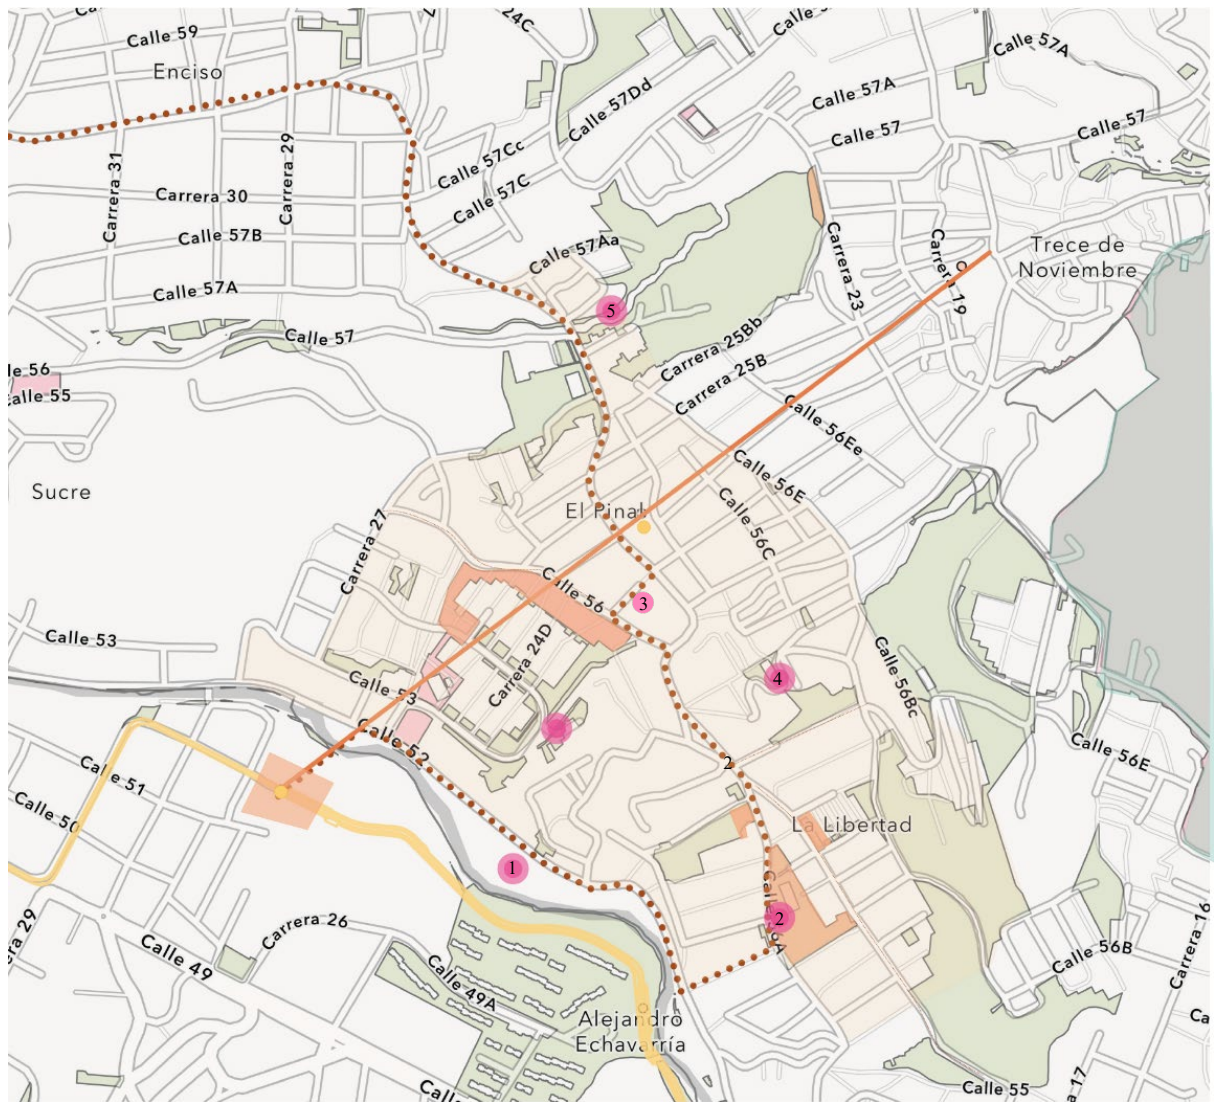 24C
Calle 59
Enciso
Calle 57A
Calle 57Dd
Calle 57A
Calle 57
Calle 57
Calle 57Cc
Carrera 29
Carrera 31
Carrera 30
Calle 57C
Calle 57B
Calle 57Aa
Carrera 23
Carrera 19
Trece de
Noviembre
Calle 57A
5
Calle 57
Carrera 25Bb
Carrera 25B
lle 56
alle 55
Calle 56Ee
Calle 56E
Sucre
El Pinal
Calle 56C
Carrera 27
Calle 56
3
Calle 53
Carrera 24D
4
Calle 53
Calle 56Bc
Calle 52
2
Calle 56E
Calle 51
Calle 50
La Libertad
1
2
Carrera 26
Carrera 16
Calle 49
Calle 56B
Calle 49A
Alejandro
Echavarría
Calle 55